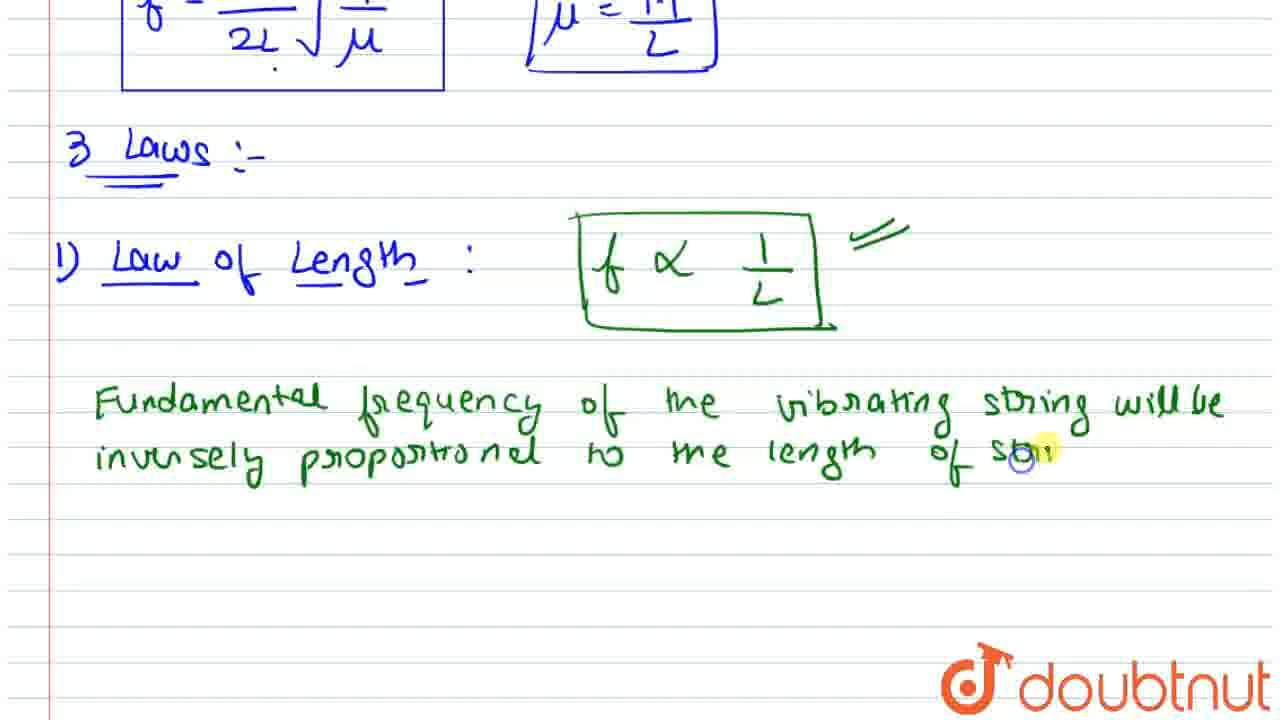 2L √ μ
μ = M/L
3 Laws :-
1) Law of Length :
f ∝ 1/L
Fundamental frequency of the vibrating string will be
inversely proportional to the length of
doubtnut